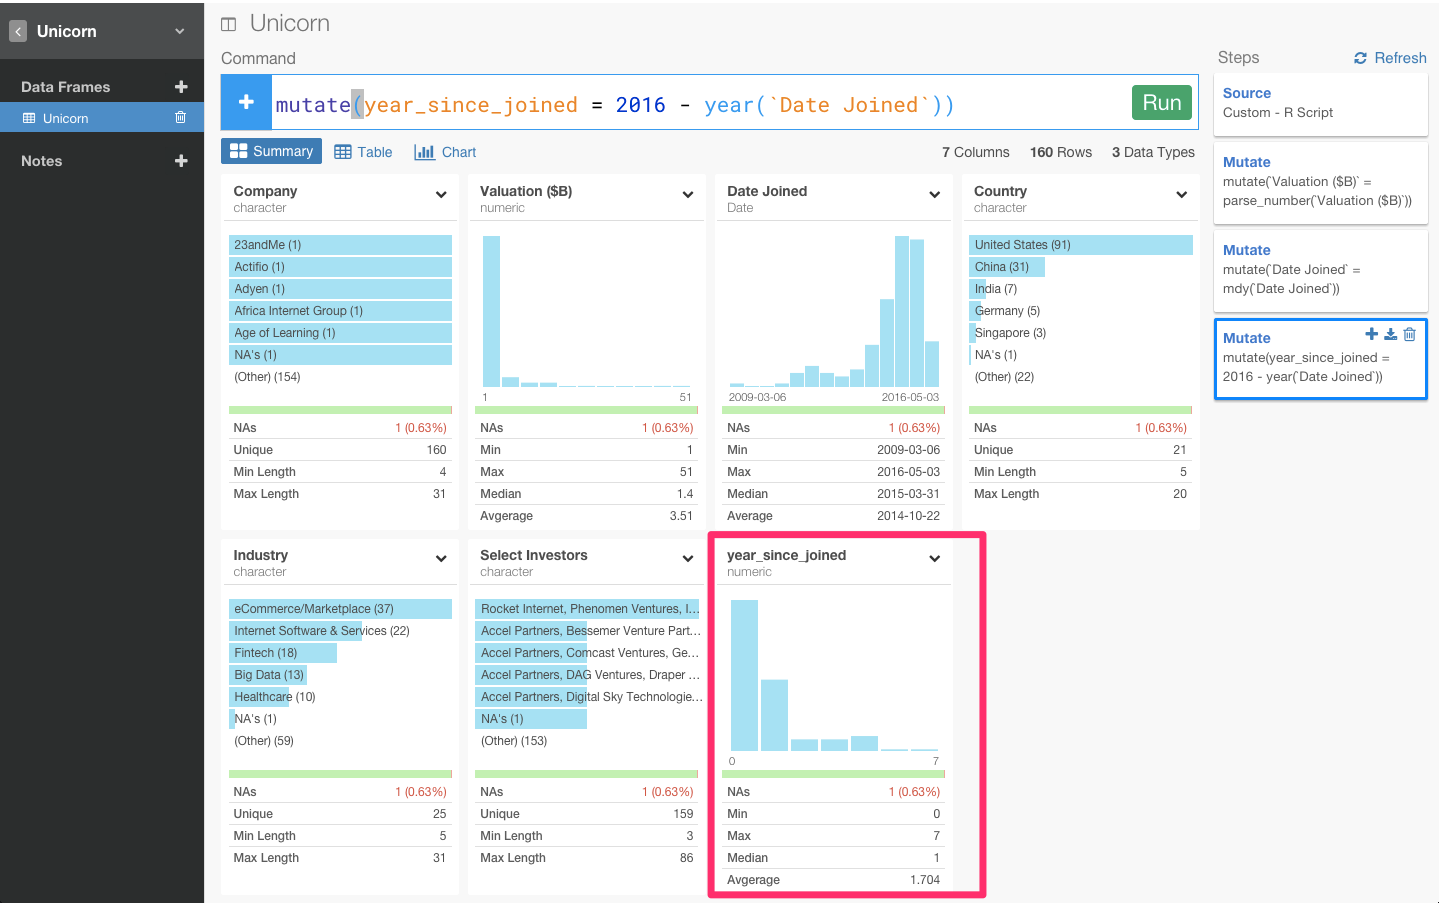 Unicorn
Data Frames
Unicorn
Notes
Unicorn
Command
mutate(year_since_joined = 2016 - year(`Date Joined`))
Run
Summary
Table
Chart
7 Columns
160 Rows
3 Data Types
Company
character
23andMe (1)
Actifio (1)
Adyen (1)
Africa Internet Group (1)
Age of Learning (1)
NA's (1)
(Other) (154)
NAs 1 (0.63%)
Unique 160
Min Length 4
Max Length 31
Valuation ($B)
numeric
1 51
NAs 1 (0.63%)
Min 1
Max 51
Median 1.4
Avgerage 3.51
Date Joined
Date
2009-03-06 2016-05-03
NAs 1 (0.63%)
Min 2009-03-06
Max 2016-05-03
Median 2015-03-31
Average 2014-10-22
Country
character
United States (91)
China (31)
India (7)
Germany (5)
Singapore (3)
NA's (1)
(Other) (22)
NAs 1 (0.63%)
Unique 21
Min Length 5
Max Length 20
Industry
character
eCommerce/Marketplace (37)
Internet Software & Services (22)
Fintech (18)
Big Data (13)
Healthcare (10)
NA's (1)
(Other) (59)
NAs 1 (0.63%)
Unique 25
Min Length 5
Max Length 31
Select Investors
character
Rocket Internet, Phenomen Ventures, I...
Accel Partners, Bessemer Venture Part...
Accel Partners, Comcast Ventures, Ge...
Accel Partners, DAG Ventures, Draper ...
Accel Partners, Digital Sky Technologie...
NA's (1)
(Other) (153)
NAs 1 (0.63%)
Unique 159
Min Length 3
Max Length 86
year_since_joined
numeric
0 7
NAs 1 (0.63%)
Min 0
Max 7
Median 1
Avgerage 1.704
Steps
Refresh
Source
Custom - R Script
Mutate
mutate(`Valuation ($B)` =
parse_number(`Valuation ($B)`))
Mutate
mutate(`Date Joined` =
mdy(`Date Joined`))
Mutate
mutate(year_since_joined =
2016 - year(`Date Joined`))